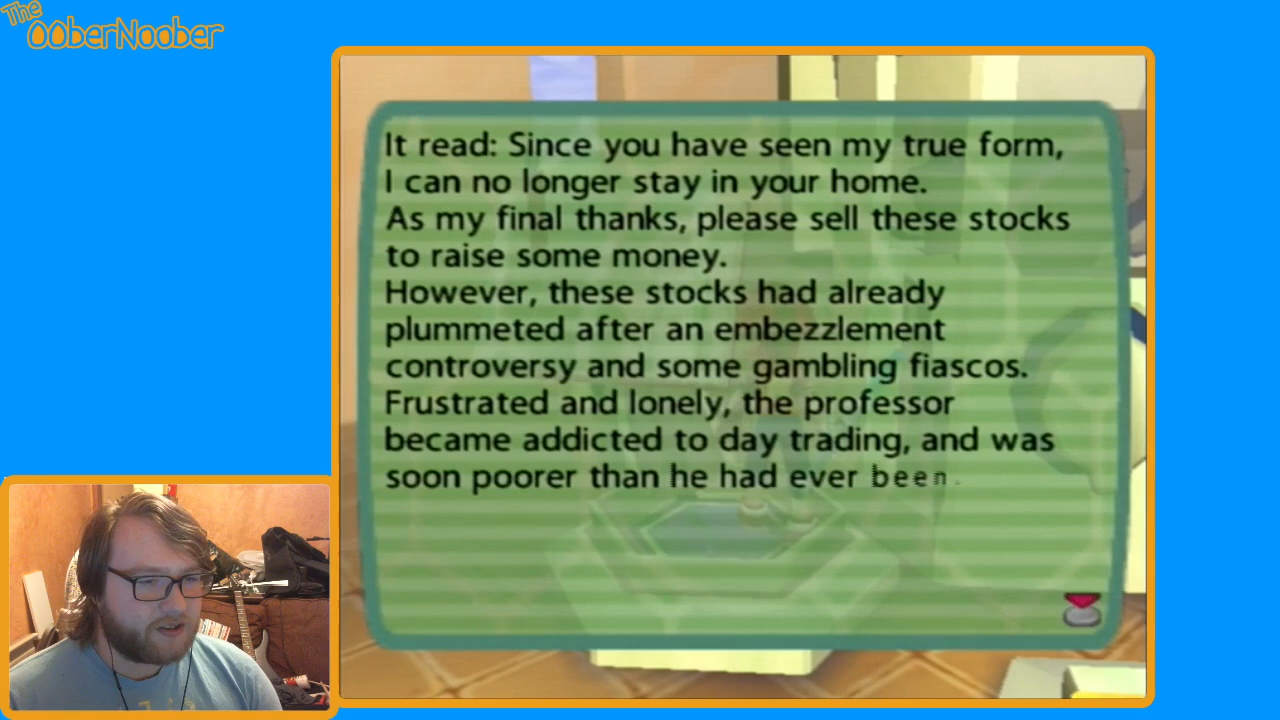 The
OOberNoober
It read: Since you have seen my true form,
I can no longer stay in your home.
As my final thanks, please sell these stocks
to raise some money.
However, these stocks had already
plummeted after an embezzlement
controversy and some gambling fiascos.
Frustrated and lonely, the professor
became addicted to day trading, and was
soon poorer than he had ever been.